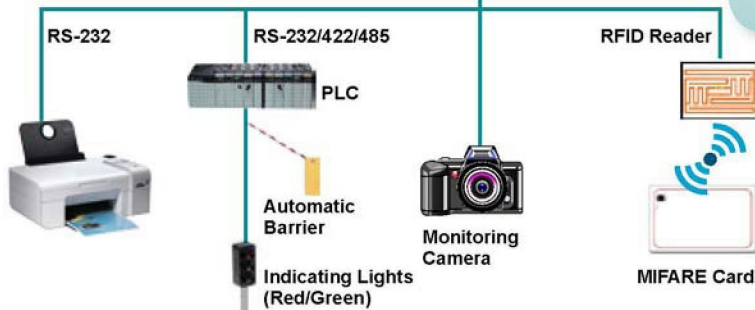 RS-232
RS-232/422/485
RFID Reader
PLC
Automatic
Barrier
Monitoring
Camera
Indicating Lights
(Red/Green)
MIFARE Card